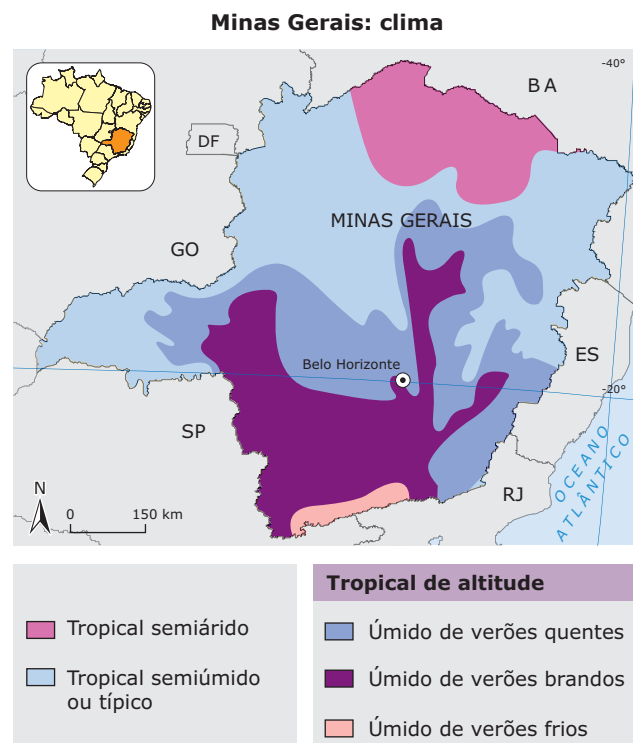 Minas Gerais: clima
-40°
BA
DF
MINAS GERAIS
GO
Belo Horizonte
ES
-20°
SP
RJ
OCEANO
ATLÂNTICO
N
0 150 km
Tropical semiárido
Tropical semiúmido
ou típico
Tropical de altitude
Úmido de verões quentes
Úmido de verões brandos
Úmido de verões frios